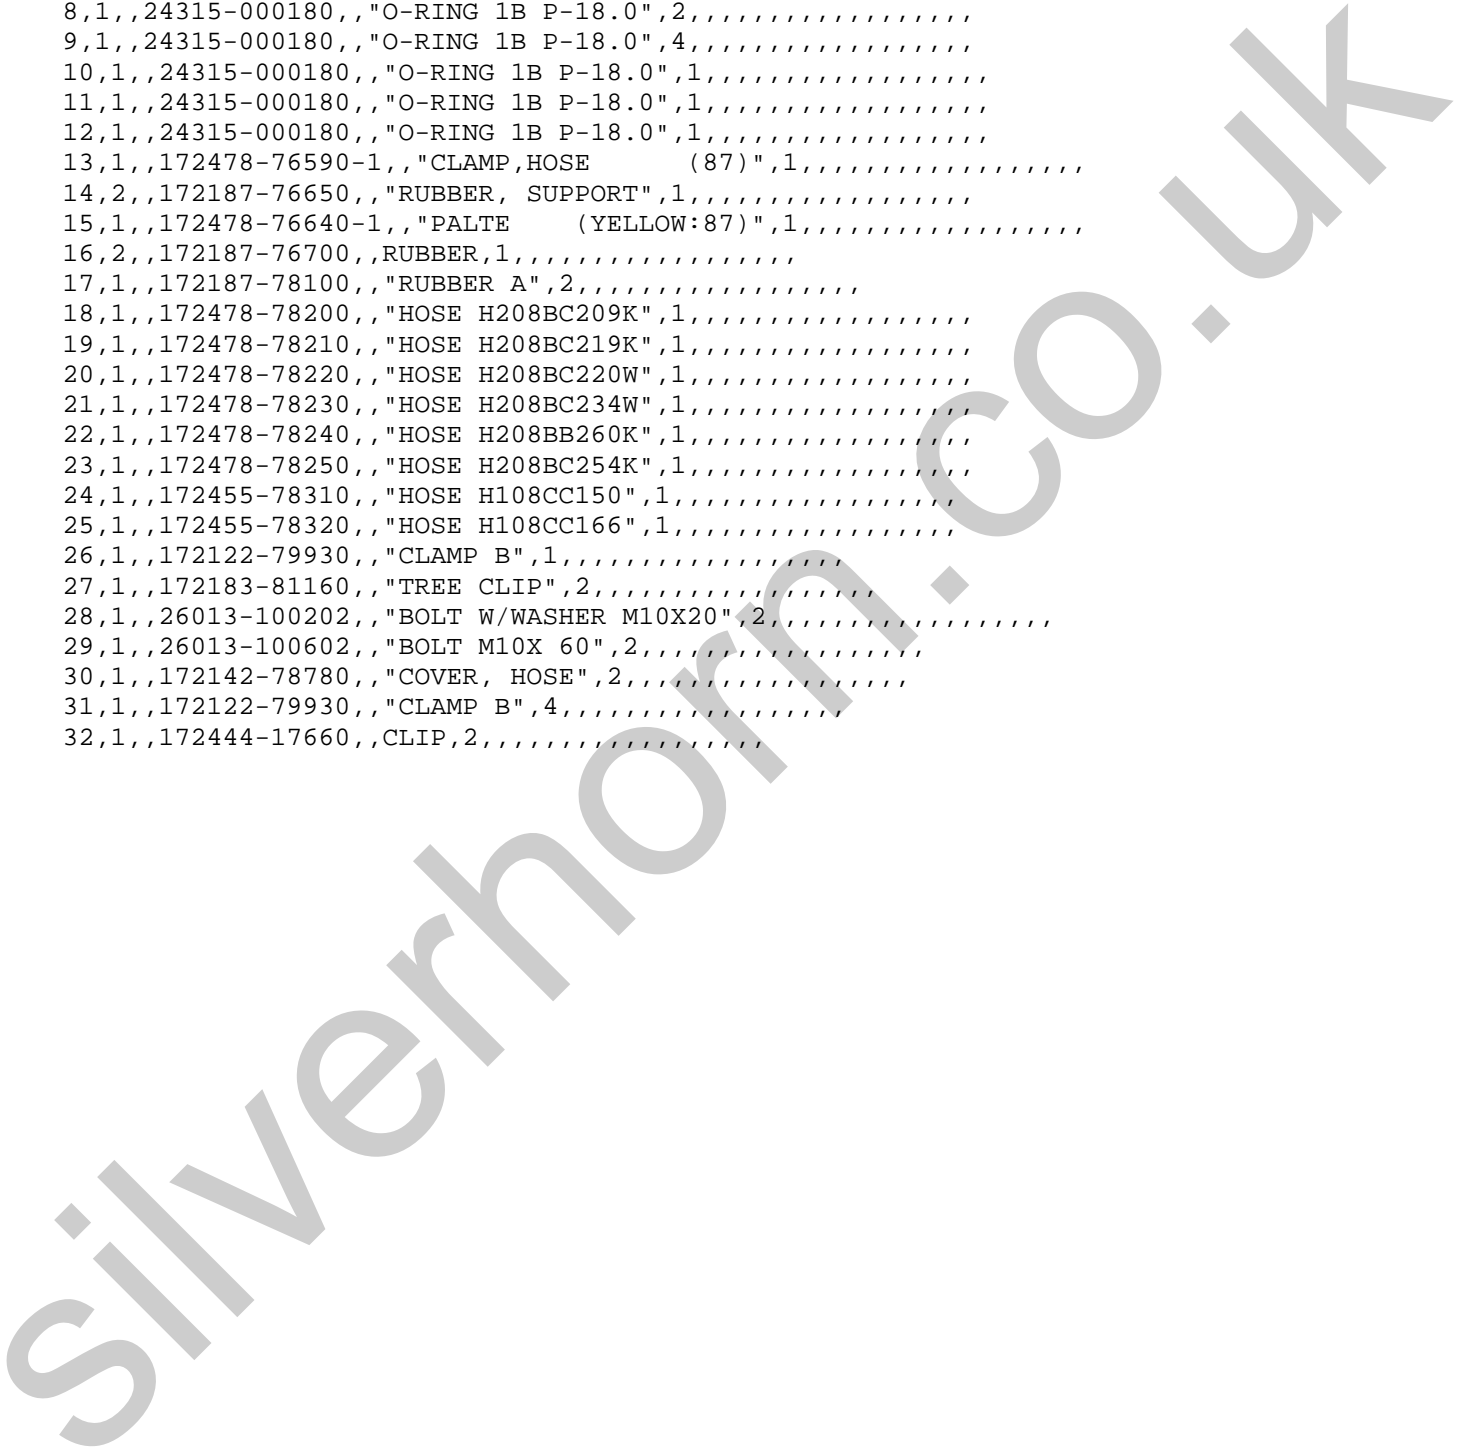 8,1,,24315-000180,,"O-RING 1B P-18.0",2,,,,,,,,,,,,,,,,,,
9,1,,24315-000180,,"O-RING 1B P-18.0",4,,,,,,,,,,,,,,,,,,
10,1,,24315-000180,,"O-RING 1B P-18.0",1,,,,,,,,,,,,,,,,,,
11,1,,24315-000180,,"O-RING 1B P-18.0",1,,,,,,,,,,,,,,,,,,
12,1,,24315-000180,,"O-RING 1B P-18.0",1,,,,,,,,,,,,,,,,,,
13,1,,172478-76590-1,,"CLAMP,HOSE      (87)",1,,,,,,,,,,,,,,,,,,
14,2,,172187-76650,,"RUBBER, SUPPORT",1,,,,,,,,,,,,,,,,,,
15,1,,172478-76640-1,,"PALTE    (YELLOW:87)",1,,,,,,,,,,,,,,,,,,
16,2,,172187-76700,,RUBBER,1,,,,,,,,,,,,,,,,,,
17,1,,172187-78100,,"RUBBER A",2,,,,,,,,,,,,,,,,,,
18,1,,172478-78200,,"HOSE H208BC209K",1,,,,,,,,,,,,,,,,,,
19,1,,172478-78210,,"HOSE H208BC219K",1,,,,,,,,,,,,,,,,,,
20,1,,172478-78220,,"HOSE H208BC220W",1,,,,,,,,,,,,,,,,,,
21,1,,172478-78230,,"HOSE H208BC234W",1,,,,,,,,,,,,,,,,,,
22,1,,172478-78240,,"HOSE H208BB260K",1,,,,,,,,,,,,,,,,,,
23,1,,172478-78250,,"HOSE H208BC254K",1,,,,,,,,,,,,,,,,,,
24,1,,172455-78310,,"HOSE H108CC150",1,,,,,,,,,,,,,,,,,,
25,1,,172455-78320,,"HOSE H108CC166",1,,,,,,,,,,,,,,,,,,
26,1,,172122-79930,,"CLAMP B",1,,,,,,,,,,,,,,,,,,
27,1,,172183-81160,,"TREE CLIP",2,,,,,,,,,,,,,,,,,,
28,1,,26013-100202,,"BOLT W/WASHER M10X20",2,,,,,,,,,,,,,,,,,,
29,1,,26013-100602,,"BOLT M10X 60",2,,,,,,,,,,,,,,,,,,
30,1,,172142-78780,,"COVER, HOSE",2,,,,,,,,,,,,,,,,,,
31,1,,172122-79930,,"CLAMP B",4,,,,,,,,,,,,,,,,,,
32,1,,172444-17660,,CLIP,2,,,,,,,,,,,,,,,,,,
silverhorn.co.uk